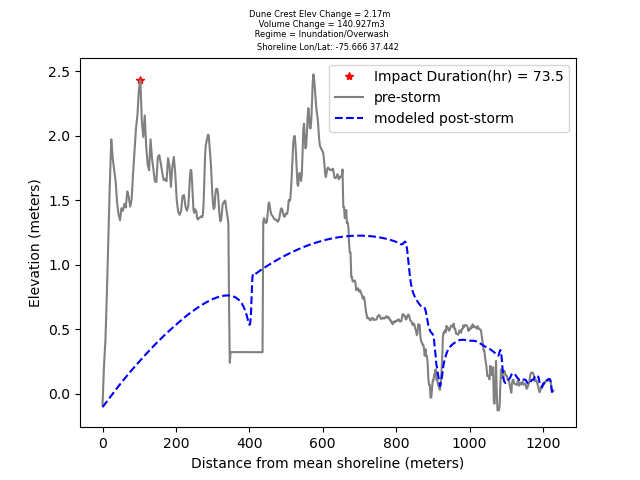 Dune Crest Elev Change = 2.17m
Volume Change = 140.927m3
Regime = Inundation/Overwash
Shoreline Lon/Lat: -75.666 37.442
Impact Duration(hr) = 73.5
pre-storm
modeled post-storm
2.5
2.0
1.5
1.0
0.5
0.0
Elevation (meters)
0 200 400 600 800 1000 1200
Distance from mean shoreline (meters)